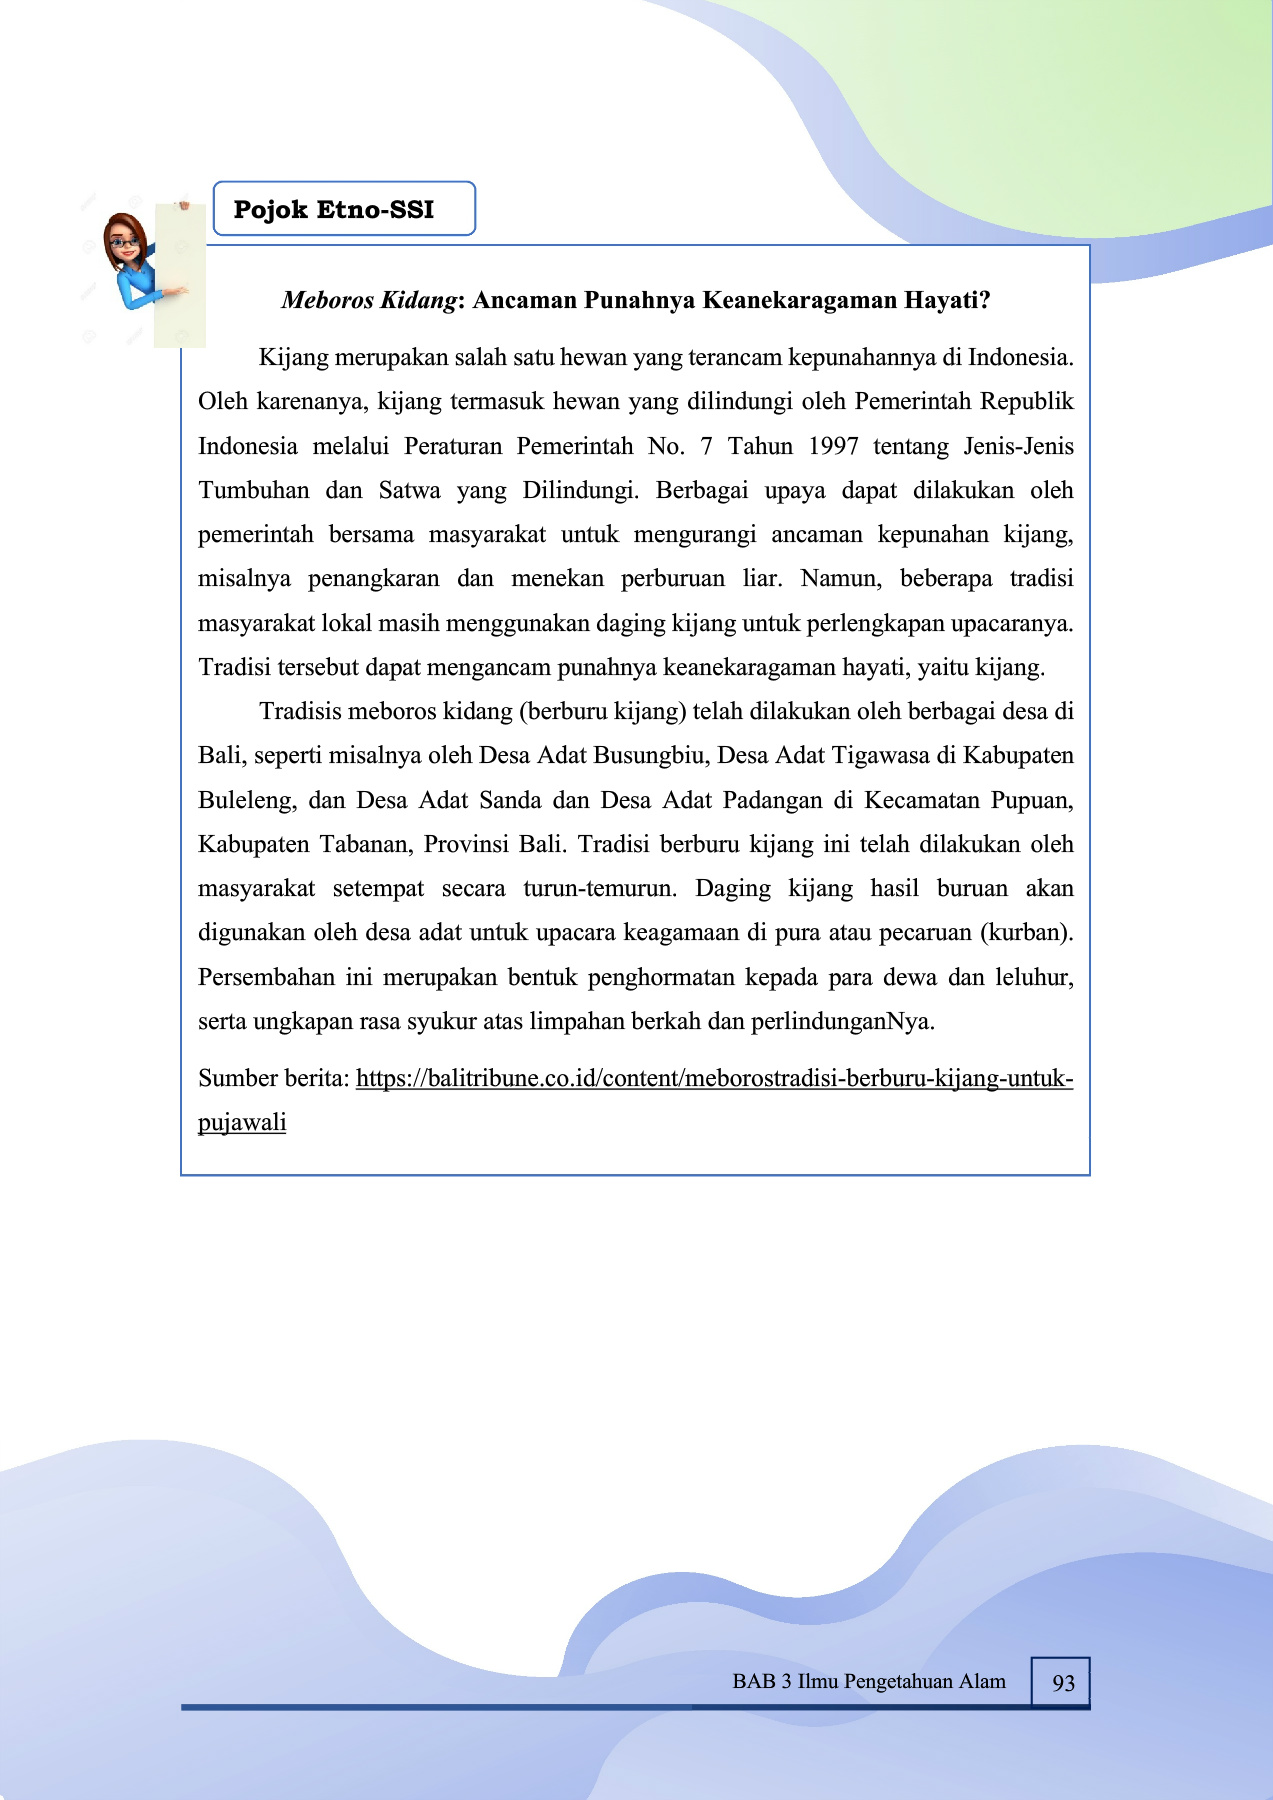 Pojok Etno-SSI
Meboros Kidang: Ancaman Punahnya Keanekaragaman Hayati?
Kijang merupakan salah satu hewan yang terancam kepunahannya di Indonesia.
Oleh karenanya, kijang termasuk hewan yang dilindungi oleh Pemerintah Republik
Indonesia melalui Peraturan Pemerintah No. 7 Tahun 1997 tentang Jenis-Jenis
Tumbuhan dan Satwa yang Dilindungi. Berbagai upaya dapat dilakukan oleh
pemerintah bersama masyarakat untuk mengurangi ancaman kepunahan kijang,
misalnya penangkaran dan menekan perburuan liar. Namun, beberapa tradisi
masyarakat lokal masih menggunakan daging kijang untuk perlengkapan upacaranya.
Tradisi tersebut dapat mengancam punahnya keanekaragaman hayati, yaitu kijang.
Tradisis meboros kidang (berburu kijang) telah dilakukan oleh berbagai desa di
Bali, seperti misalnya oleh Desa Adat Busungbiu, Desa Adat Tigawasa di Kabupaten
Buleleng, dan Desa Adat Sanda dan Desa Adat Padangan di Kecamatan Pupuan,
Kabupaten Tabanan, Provinsi Bali. Tradisi berburu kijang ini telah dilakukan oleh
masyarakat setempat secara turun-temurun. Daging kijang hasil buruan akan
digunakan oleh desa adat untuk upacara keagamaan di pura atau pecaruan (kurban).
Persembahan ini merupakan bentuk penghormatan kepada para dewa dan leluhur,
serta ungkapan rasa syukur atas limpahan berkah dan perlindunganNya.
Sumber berita: https://balitribune.co.id/content/meborostradisi-berburu-kijang-untuk-
pujawali
BAB 3 Ilmu Pengetahuan Alam
93